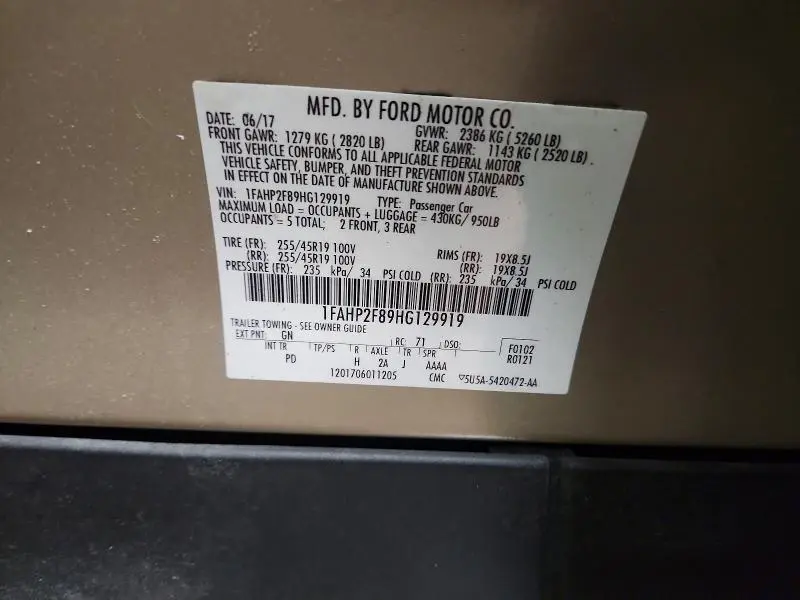 MFD. BY FORD MOTOR CO.
DATE: 06/17 GVWR: 2386 KG ( 5260 LB)
FRONT GAWR: 1279 KG ( 2820 LB) REAR GAWR: 1143 KG ( 2520 LB) .
THIS VEHICLE CONFORMS TO ALL APPLICABLE FEDERAL MOTOR
VEHICLE SAFETY, BUMPER, AND THEFT PREVENTION STANDARDS
IN EFFECT ON THE DATE OF MANUFACTURE SHOWN ABOVE.
VIN: 1FAHP2F89HG129919 TYPE: Passenger Car
MAXIMUM LOAD = OCCUPANTS + LUGGAGE = 430KG/ 950LB
OCCUPANTS = 5 TOTAL; 2 FRONT, 3 REAR
TIRE (FR): 255/45R19 100V RIMS (FR): 19X8.5J
(RR): 255/45R19 100V (RR): 19X8.5J
PRESSURE (FR): 235 kPa/ 34 PSI COLD (RR): 235 kPa/ 34 PSI COLD
1FAHP2F89HG129919
TRAILER TOWING - SEE OWNER GUIDE
EXT PNT: GN RC: 71 DSO: F0102
INT TR TP/PS R AXLE TR SPR R0121
PD H 2A J AAAA
1201706011205 CMC 5U5A-5420472-AA